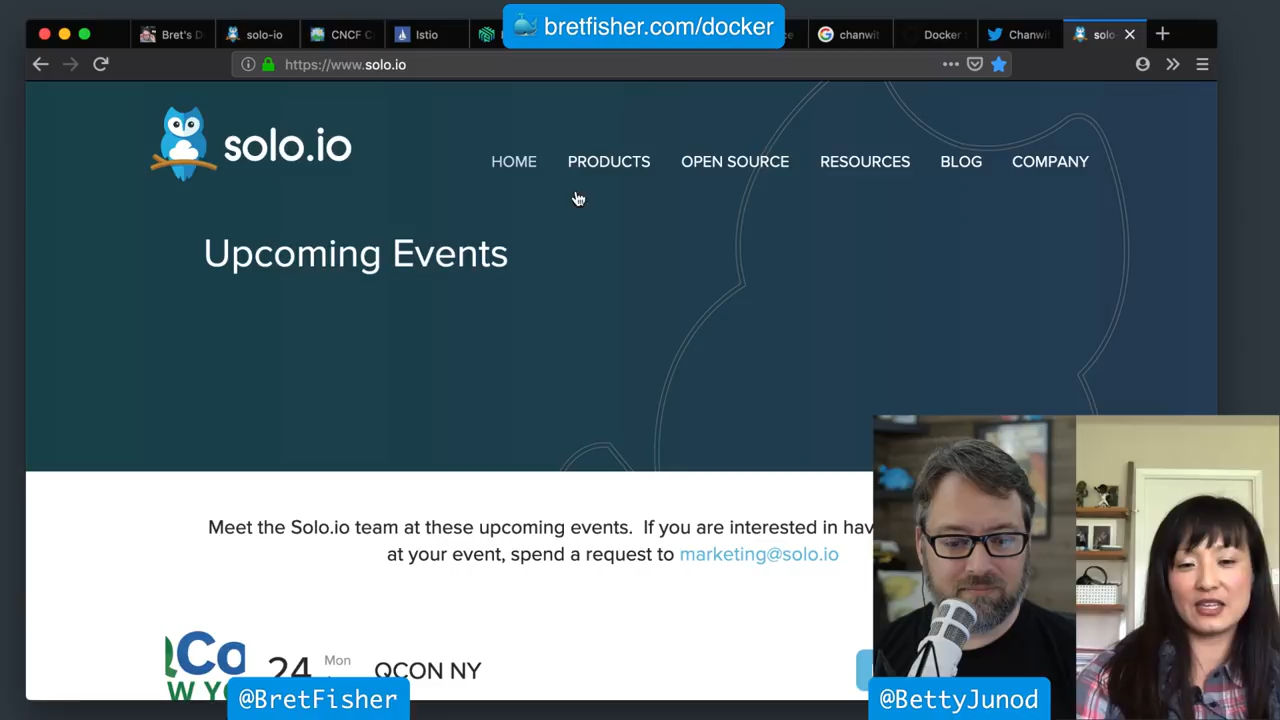 bretfisher.com/docker
Bret's D
solo-io
CNCF C
Istio
chanwit
Docker
Chanwit
solo-
https://www.solo.io
solo.io
HOME
PRODUCTS
OPEN SOURCE
RESOURCES
BLOG
COMPANY
Upcoming Events
Meet the Solo.io team at these upcoming events. If you are interested in hav
at your event, spend a request to marketing@solo.io
Co
W YO
24
Mon
QCON NY
@BretFisher
@BettyJunod